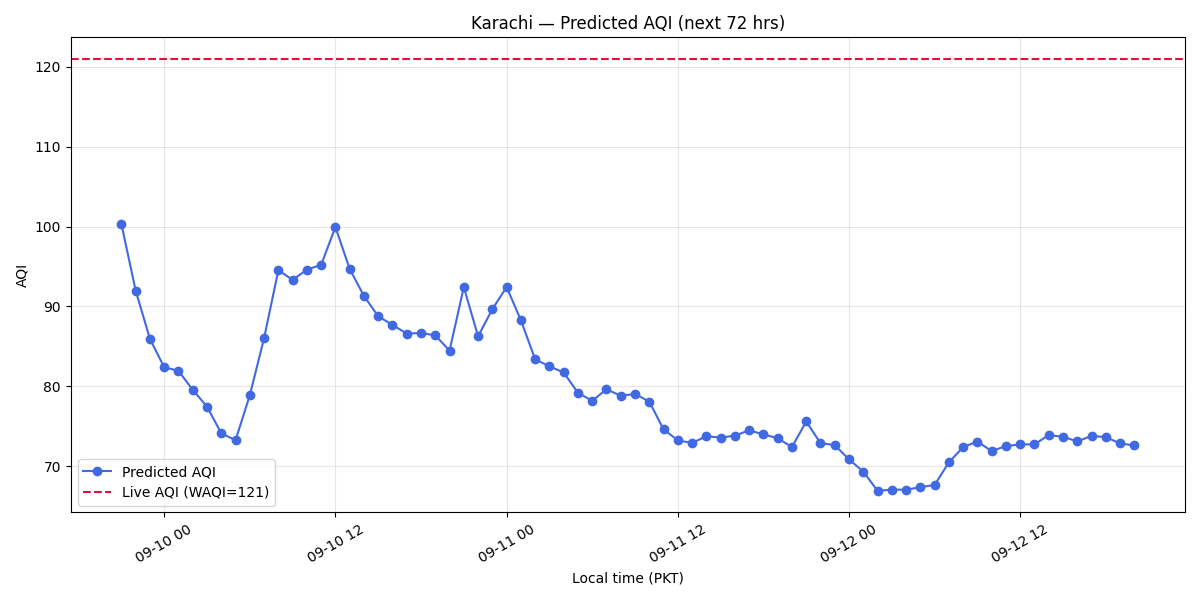 Karachi — Predicted AQI (next 72 hrs)
120
110
100
90
80
70
AQI
Predicted AQI
Live AQI (WAQI=121)
09-10 00
09-10 12
09-11 00
09-11 12
09-12 00
09-12 12
Local time (PKT)